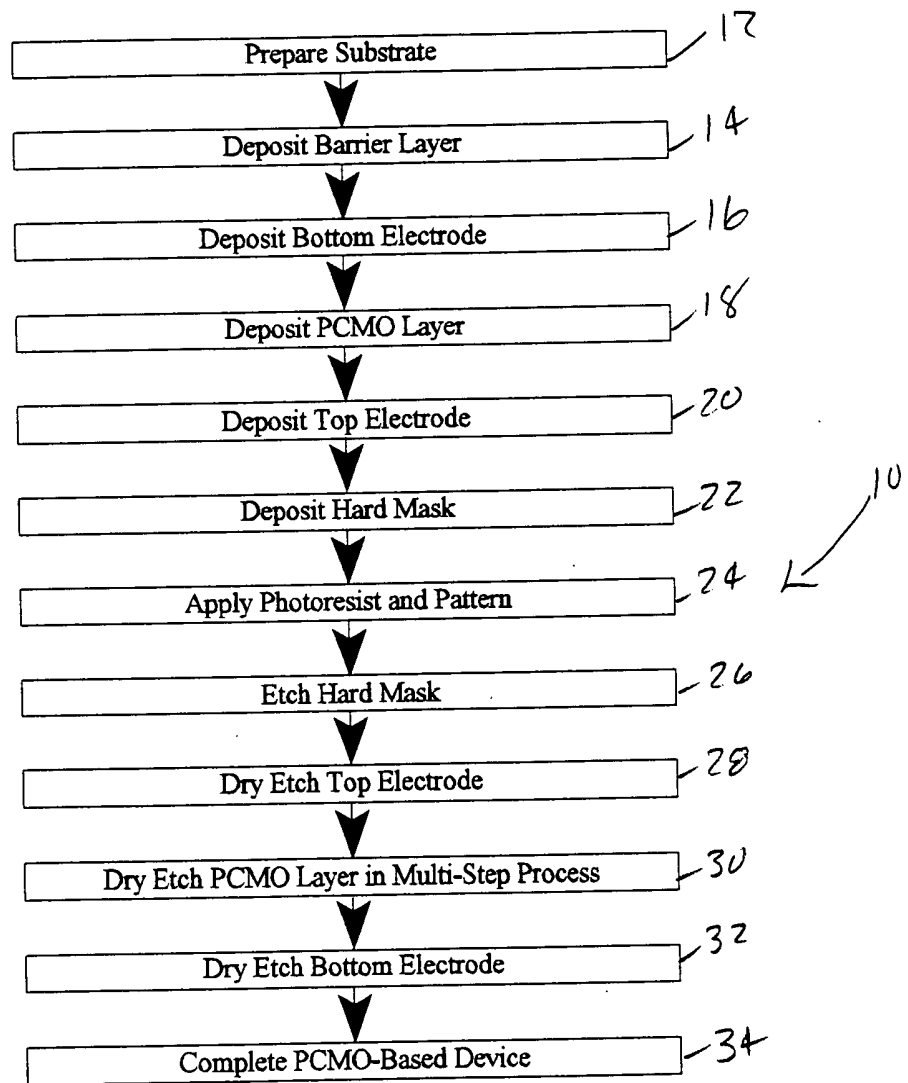 Prepare Substrate 12
Deposit Barrier Layer 14
Deposit Bottom Electrode 16
Deposit PCMO Layer 18
Deposit Top Electrode 20
Deposit Hard Mask 22
10
Apply Photoresist and Pattern 24
Etch Hard Mask 26
Dry Etch Top Electrode 28
Dry Etch PCMO Layer in Multi-Step Process 30
Dry Etch Bottom Electrode 32
Complete PCMO-Based Device 34